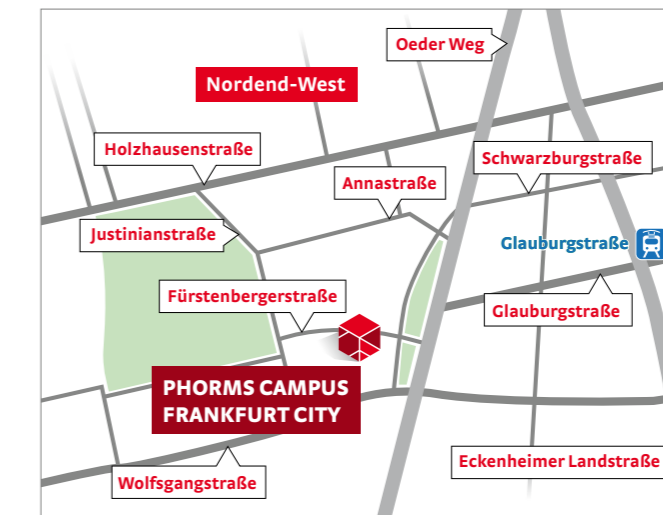 Oeder Weg
Nordend-West
Holzhausenstraße
Schwarzburgstraße
Annastraße
Justinianstraße
Glauburgstraße
Fürstenbergerstraße
Glauburgstraße
PHORMS CAMPUS
FRANKFURT CITY
Eckenheimer Landstraße
Wolfsgangstraße